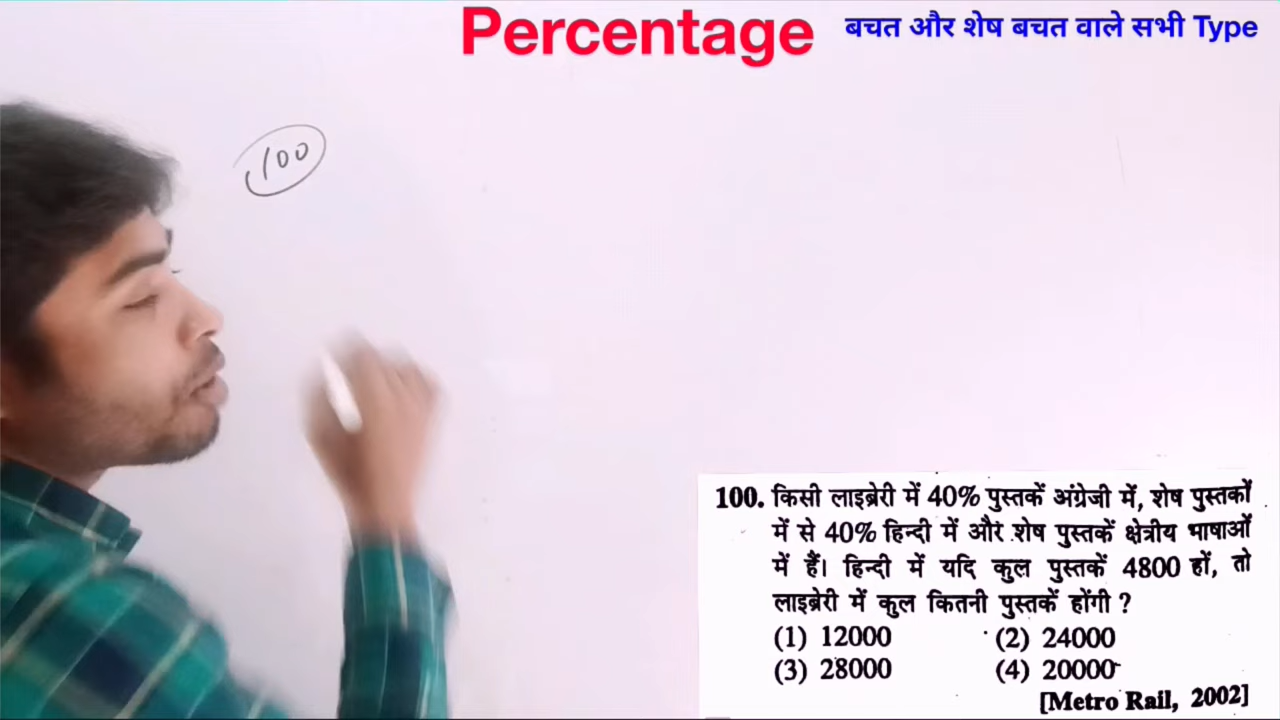 Percentage
बचत और शेष बचत वाले सभी Type
100
100. किसी लाइब्रेरी में 40% पुस्तकें अंग्रेजी में, शेष पुस्तकों
में से 40% हिन्दी में और शेष पुस्तकें क्षेत्रीय भाषाओं
में हैं। हिन्दी में यदि कुल पुस्तकें 4800 हों, तो
लाइब्रेरी में कुल कितनी पुस्तकें होंगी ?
(1) 12000 (2) 24000
(3) 28000 (4) 20000
[Metro Rail, 2002]